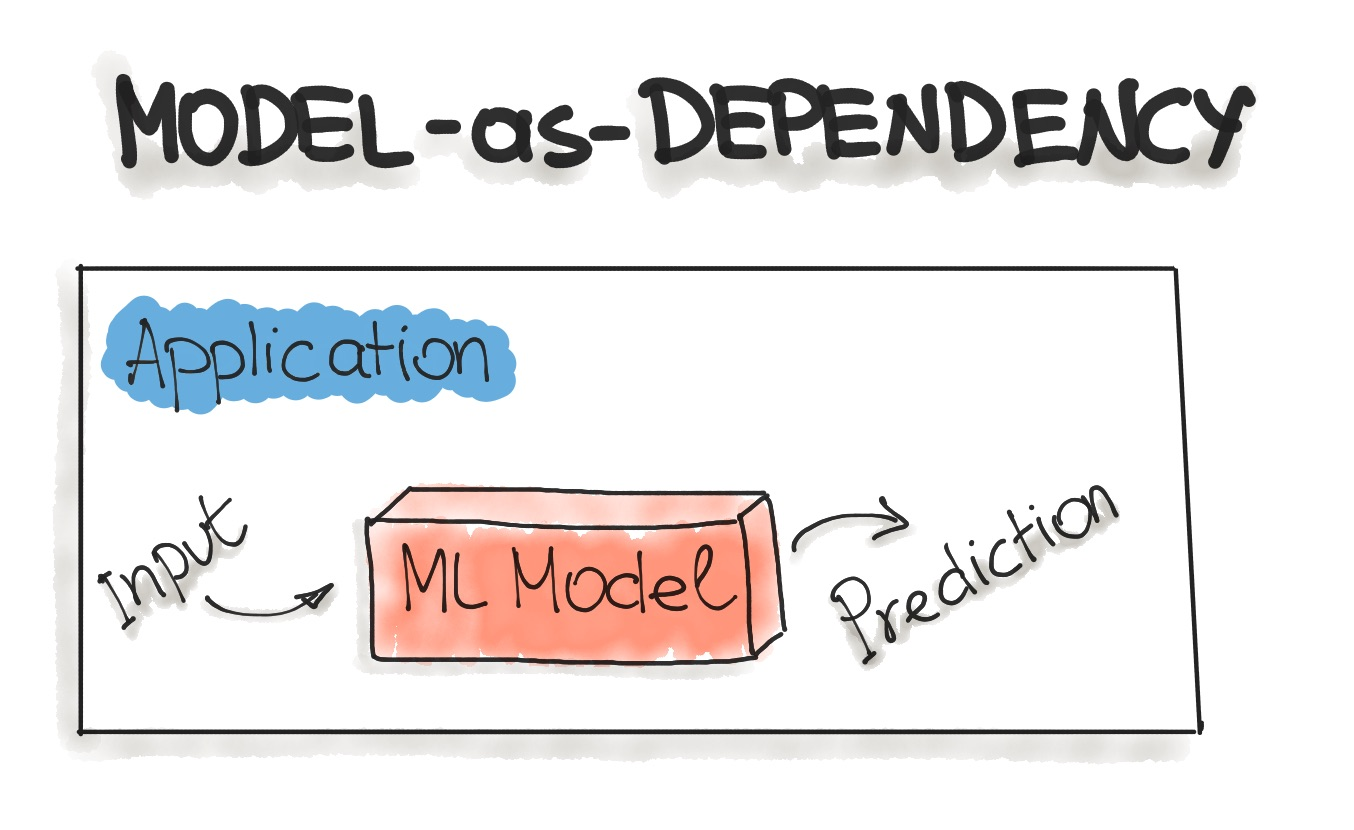 MODEL-as-DEPENDENCY
Application
Input
ML Model
Prediction